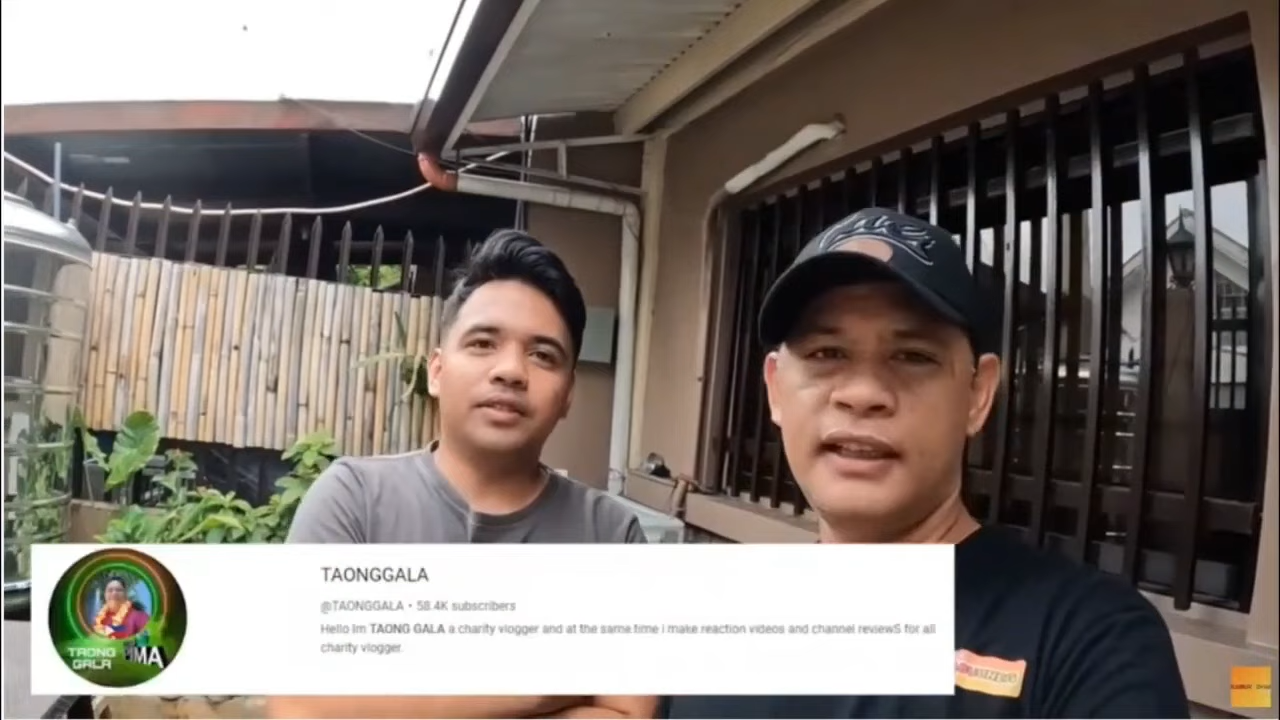 TAONGGALA
@TAONGGALA • 58.4K subscribers
Hello Im TAONG GALA a charity vlogger and at the same time i make reaction videos and channel reviewS for all
charity vlogger.
TAONG
GALA